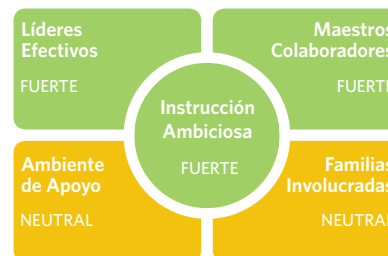 Líderes
Efectivos
FUERTE
Maestros
Colaboradores
FUERTE
Instrucción
Ambiciosa
FUERTE
Ambiente
de Apoyo
NEUTRAL
Familias
Involucradas
NEUTRAL